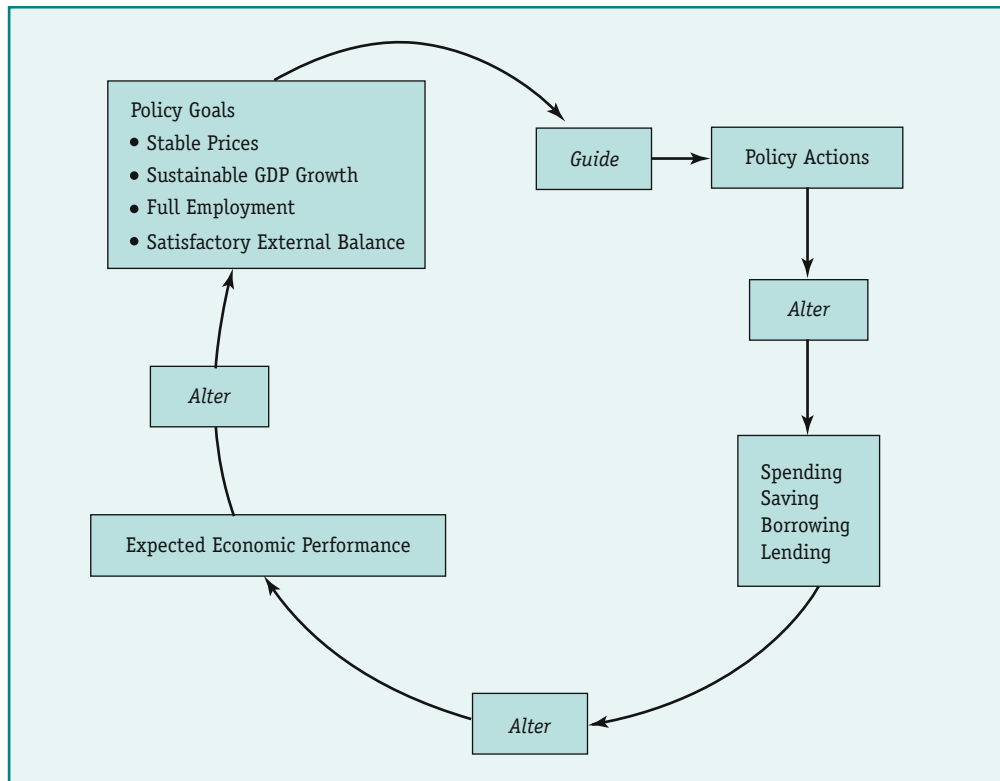 Policy Goals
• Stable Prices
• Sustainable GDP Growth
• Full Employment
• Satisfactory External Balance
Guide
Policy Actions
Alter
Spending
Saving
Borrowing
Lending
Alter
Expected Economic Performance
Alter